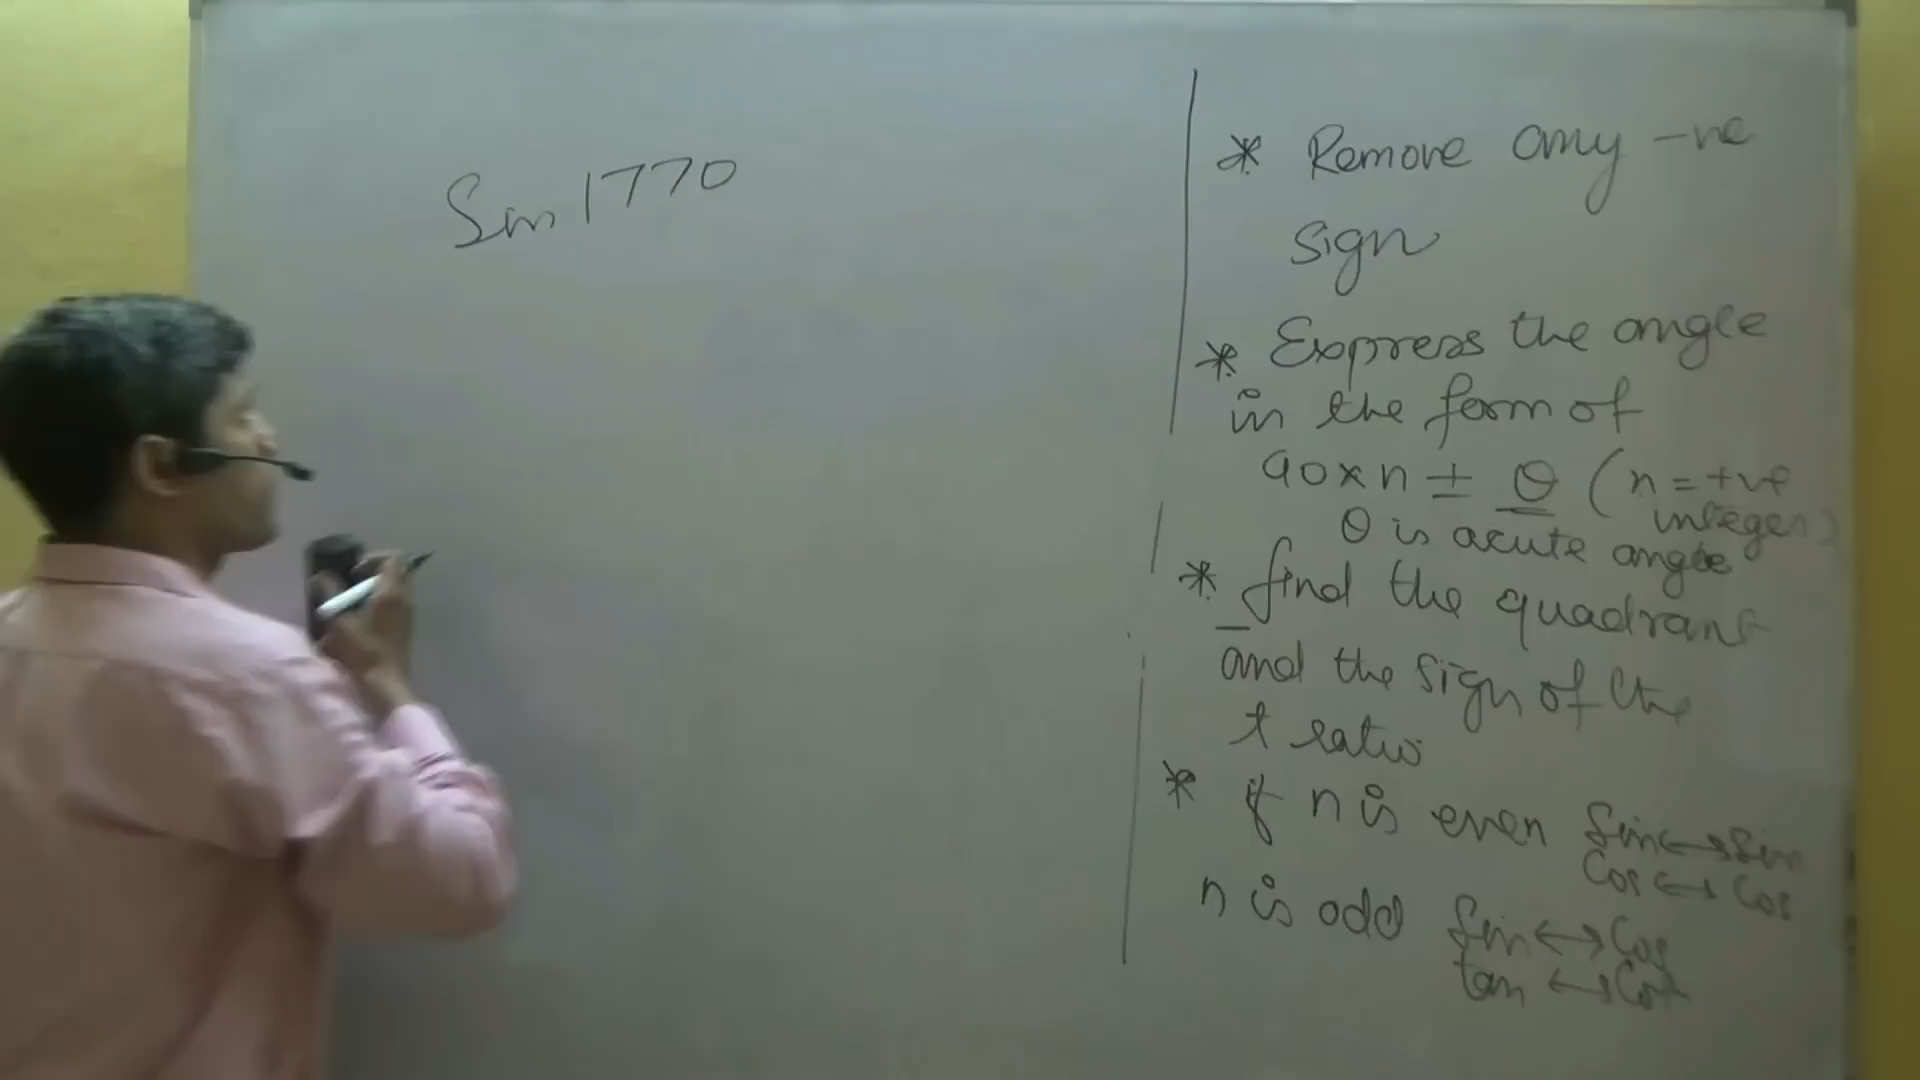 Sin 1770
* Remove any -ve
sign
* Express the angle
in the form of
90 × n ± θ (n = +ve
integer)
θ is acute angle
* find the quadrant
and the sign of the
t ratio
* if n is even Sin ↔ Sin
Cos ↔ Cos
n is odd Sin ↔ Cos
tan ↔ Cot